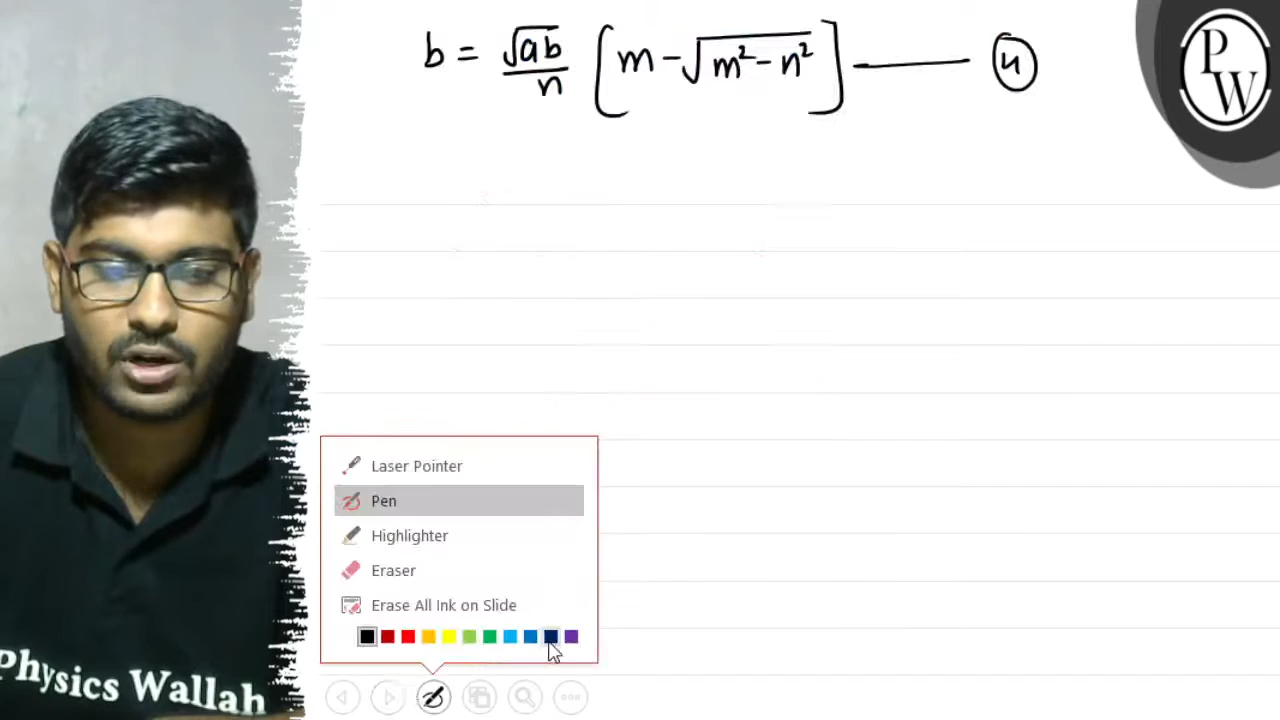 b = √ab/n [m - √m² - n²] —— ④
PW
Laser Pointer
Pen
Highlighter
Eraser
Erase All Ink on Slide
Physics Wallah